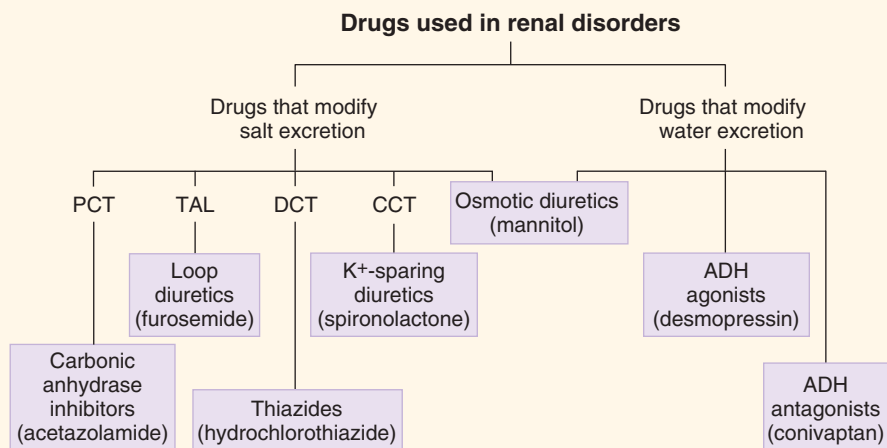 Drugs used in renal disorders
Drugs that modify
salt excretion
Drugs that modify
water excretion
PCT
TAL
DCT
CCT
Osmotic diuretics
(mannitol)
Loop
diuretics
(furosemide)
K+-sparing
diuretics
(spironolactone)
ADH
agonists
(desmopressin)
Carbonic
anhydrase
inhibitors
(acetazolamide)
Thiazides
(hydrochlorothiazide)
ADH
antagonists
(conivaptan)